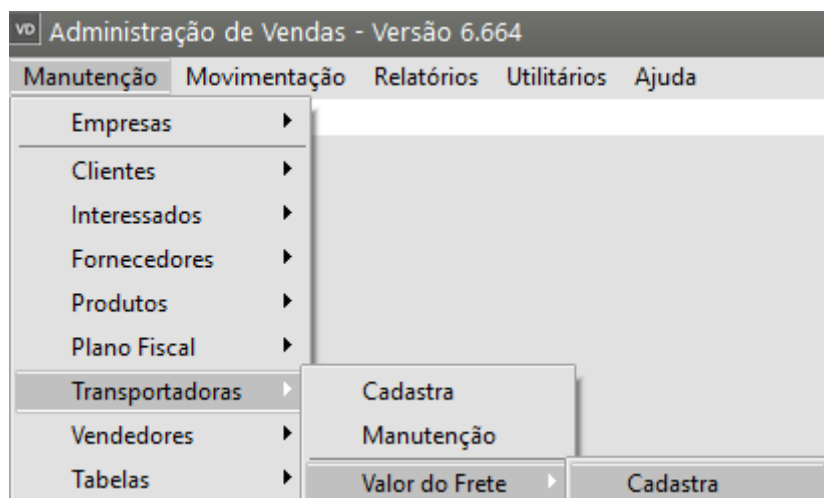 VD Administração de Vendas - Versão 6.664
Manutenção Movimentação Relatórios Utilitários Ajuda
Empresas
Clientes
Interessados
Fornecedores
Produtos
Plano Fiscal
Transportadoras Cadastra
Vendedores Manutenção
Tabelas Valor do Frete Cadastra